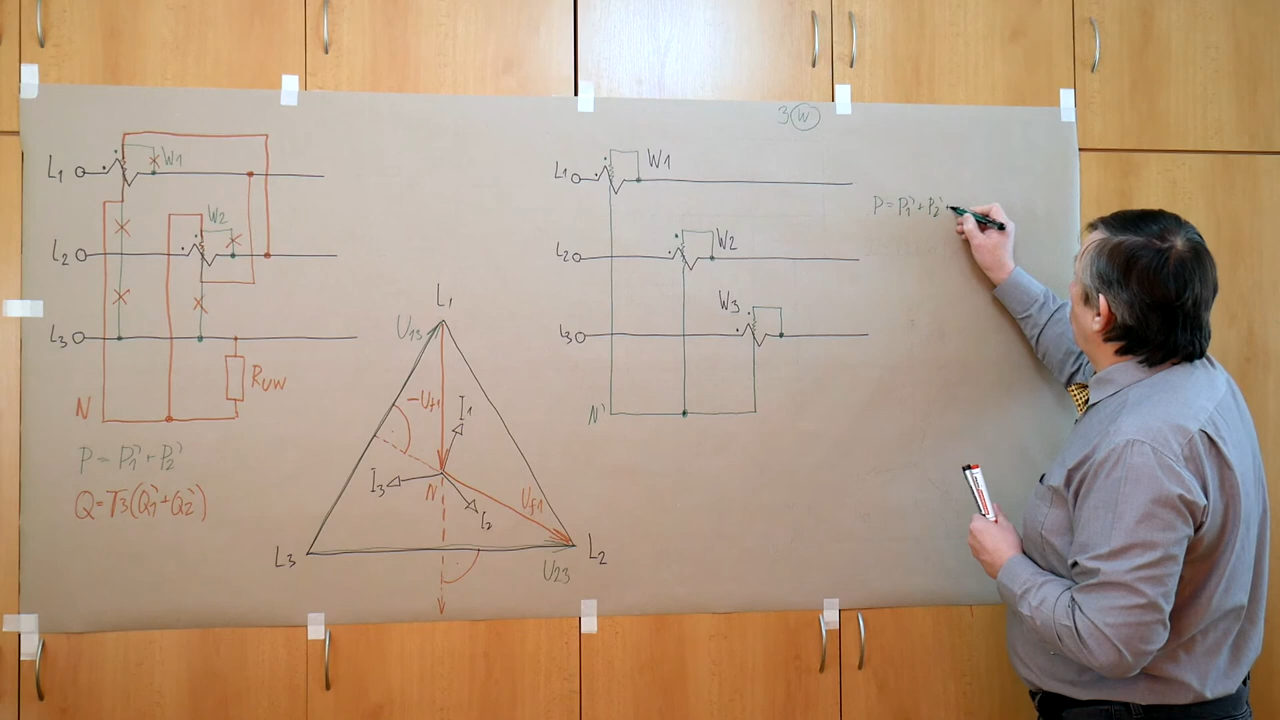 L1
W1
L2
W2
L3
RUW
N
P = P1' + P2'
Q = √3(Q1' + Q2')
L1
U13
-Uf1
I1
I3
N
I2
Uf1
L3
L2
U23
3 W
L1
W1
L2
W2
W3
L3
N'
P = P1' + P2' +